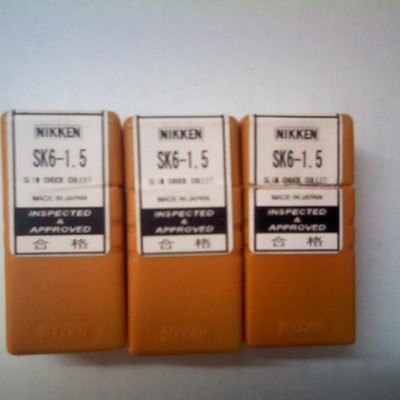 NIKKEN
SK6-1.5
SLIM CHUCK COLLET
MADE IN JAPAN
INSPECTED
&
APPROVED
合格
NIKKEN
SK6-1.5
SLIM CHUCK COLLET
MADE IN JAPAN
INSPECTED
&
APPROVED
合格
NIKKEN
SK6-1.5
SLIM CHUCK COLLET
MADE IN JAPAN
INSPECTED
&
APPROVED
合格